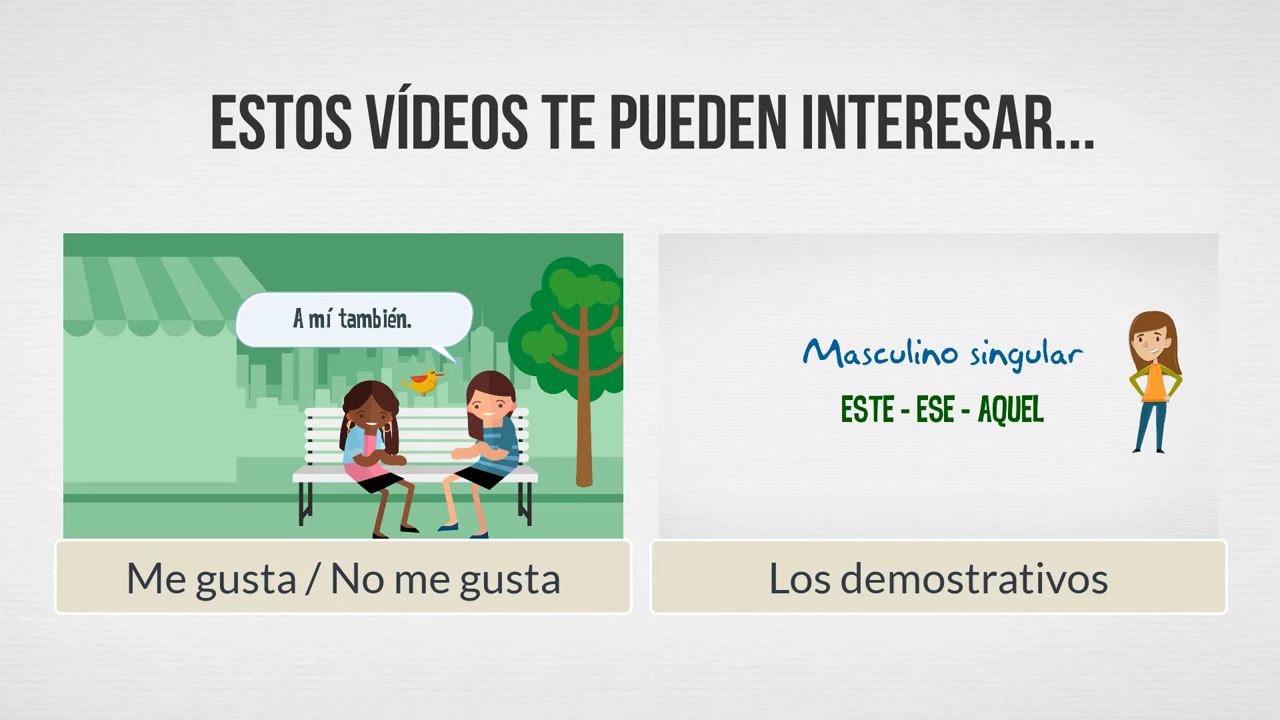 ESTOS VÍDEOS TE PUEDEN INTERESAR...
A mí también.
Masculino singular
ESTE - ESE - AQUEL
Me gusta / No me gusta
Los demostrativos